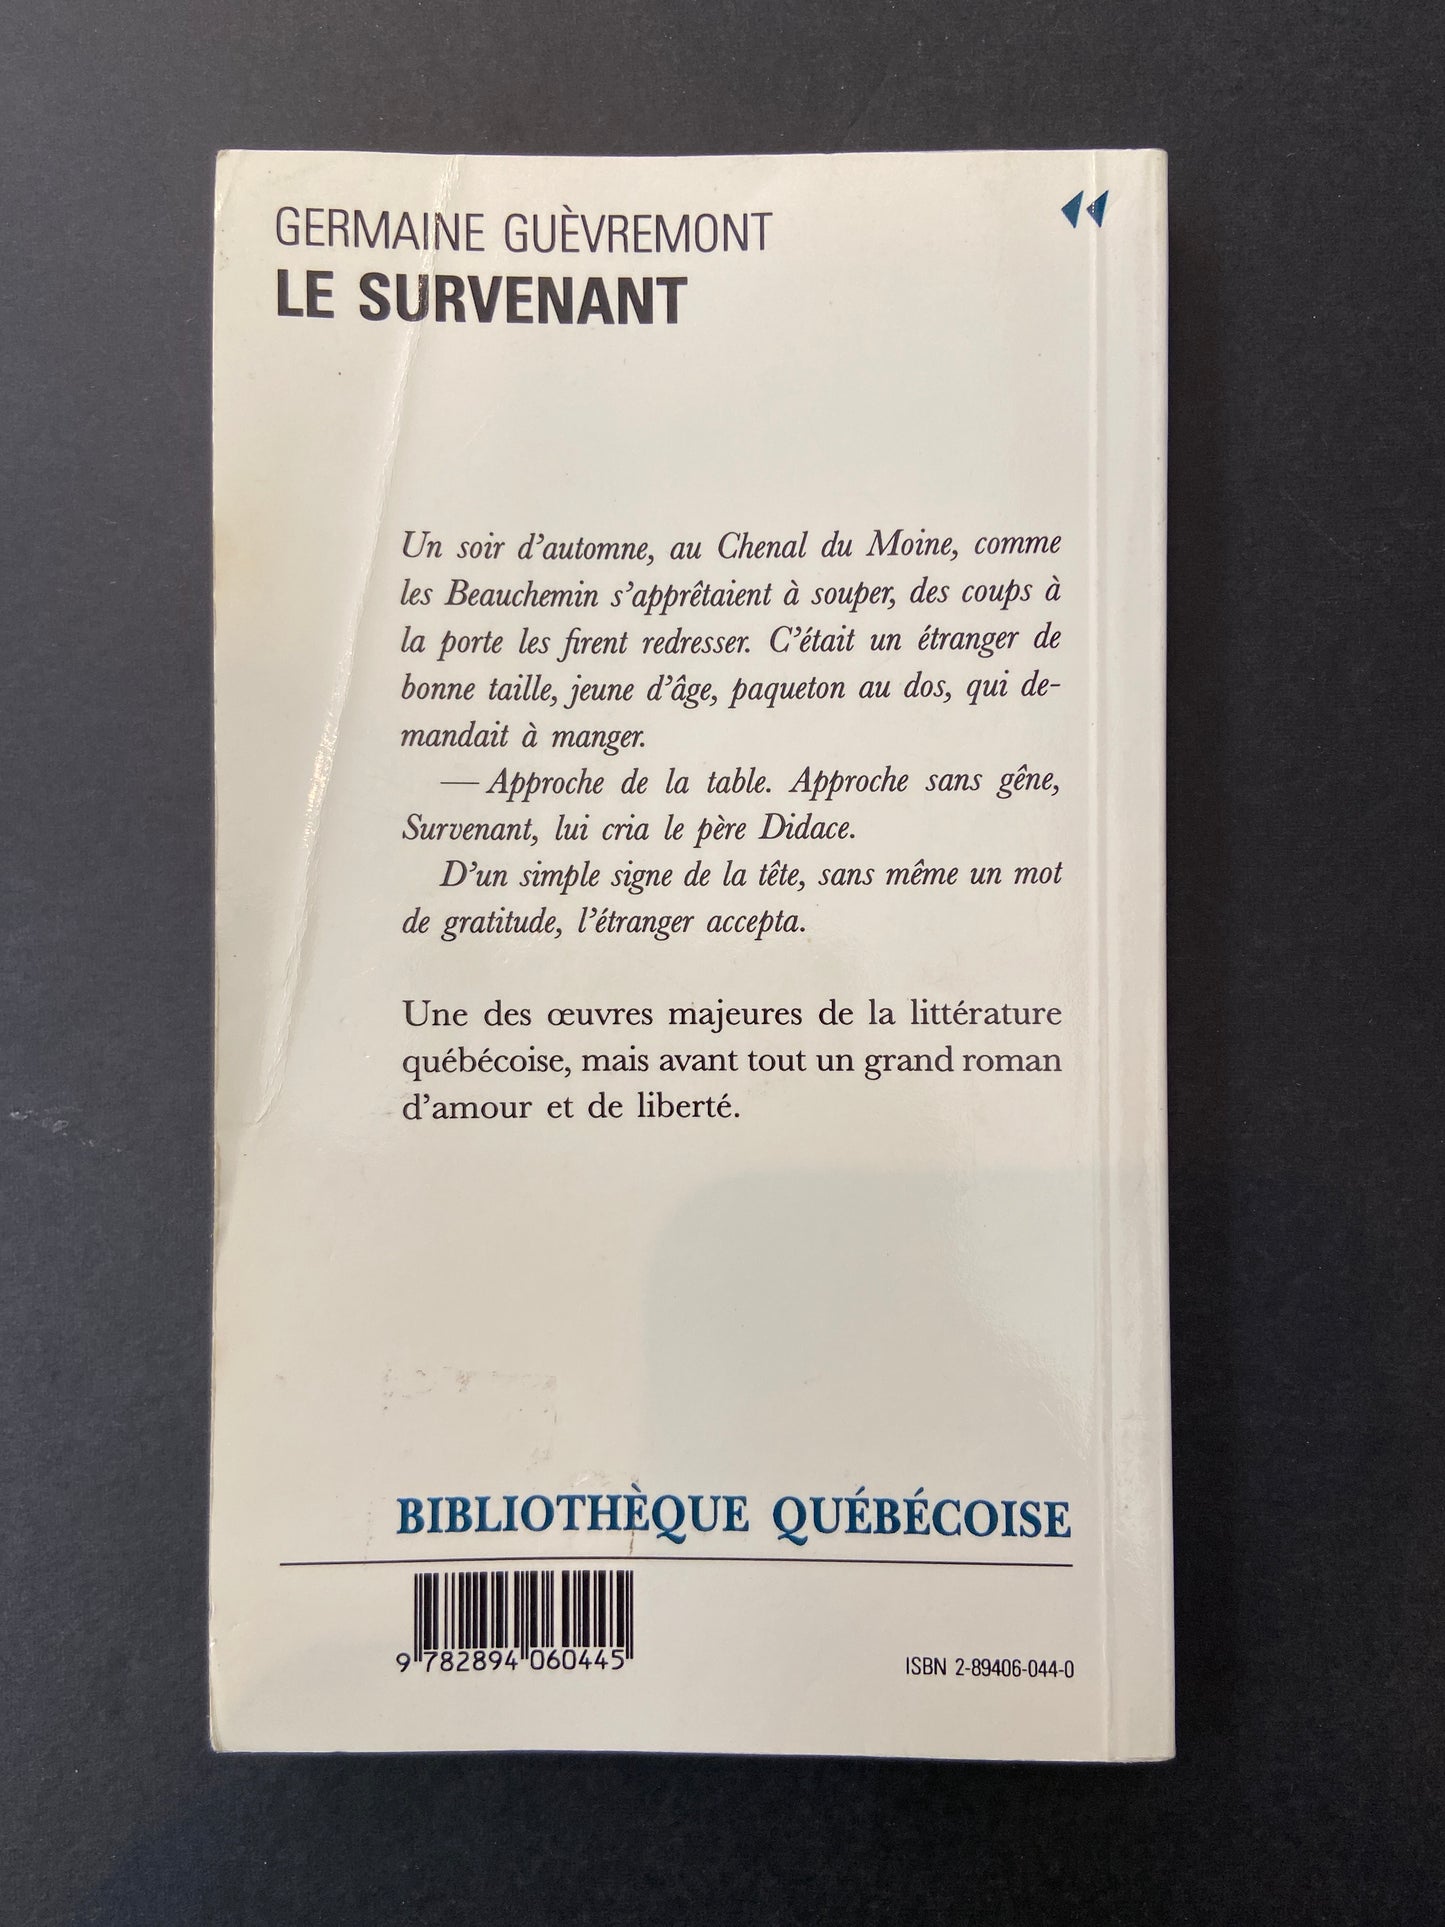 GERMAINE GUÈVREMONT
LE SURVENANT
Un soir d'automne, au Chenal du Moine, comme
les Beauchemin s'apprêtaient à souper, des coups à
la porte les firent redresser. C'était un étranger de
bonne taille, jeune d'âge, paqueton au dos, qui de-
mandait à manger.
— Approche de la table. Approche sans gêne,
Survenant, lui cria le père Didace.
D'un simple signe de la tête, sans même un mot
de gratitude, l'étranger accepta.
Une des œuvres majeures de la littérature
québécoise, mais avant tout un grand roman
d'amour et de liberté.
BIBLIOTHÈQUE QUÉBÉCOISE
9 782894 060445
ISBN 2-89406-044-0